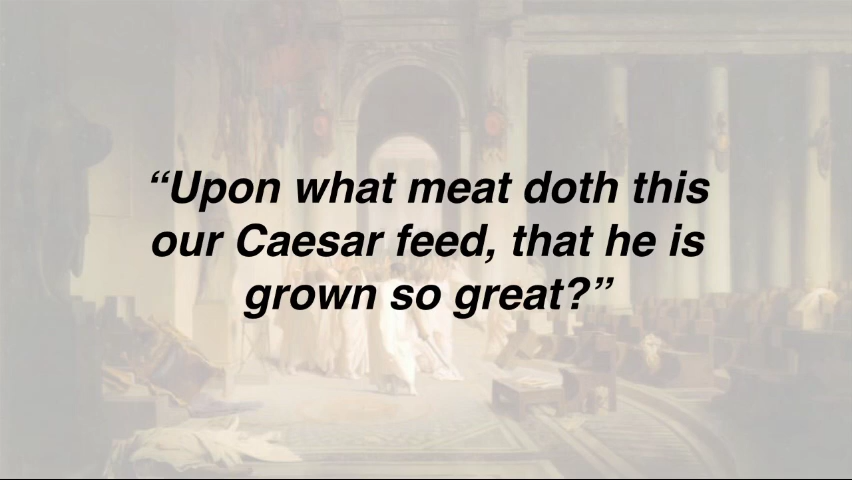 “Upon what meat doth this
our Caesar feed, that he is
grown so great?”